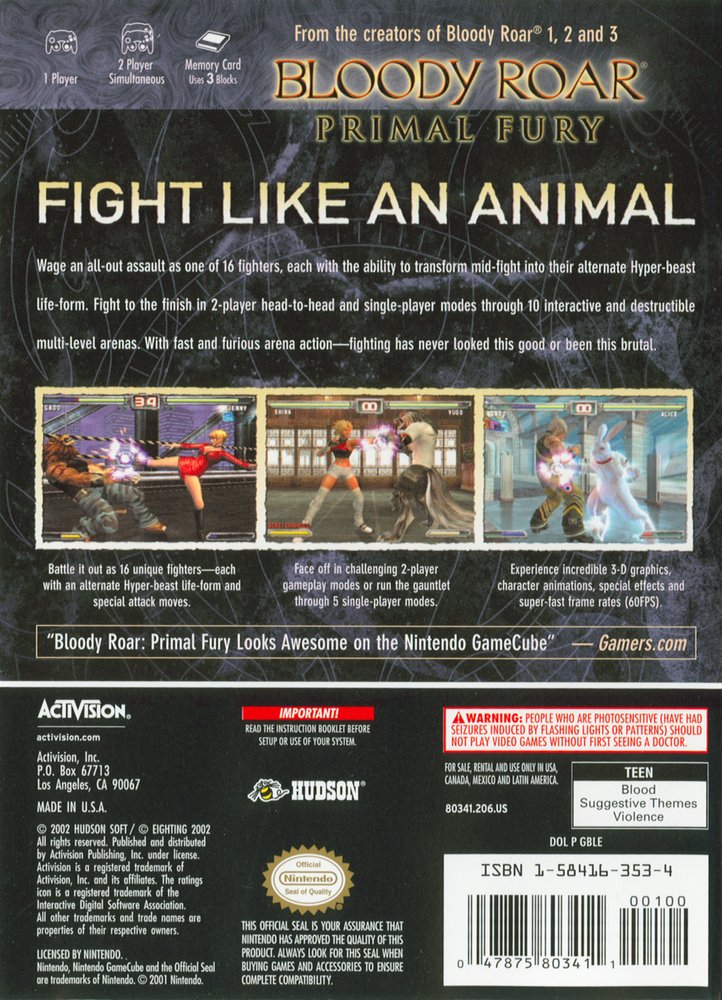 1 Player
2 Player
Simultaneous
Memory Card
Uses 3 Blocks
From the creators of Bloody Roar® 1, 2 and 3
BLOODY ROAR®
PRIMAL FURY
FIGHT LIKE AN ANIMAL
Wage an all-out assault as one of 16 fighters, each with the ability to transform mid-fight into their alternate Hyper-beast
life-form. Fight to the finish in 2-player head-to-head and single-player modes through 10 interactive and destructible
multi-level arenas. With fast and furious arena action—fighting has never looked this good or been this brutal.
GADO
34
JENNY
SHINA
00
YUGO
00
ALICE
Battle it out as 16 unique fighters—each
with an alternate Hyper-beast life-form and
special attack moves.
Face off in challenging 2-player
gameplay modes or run the gauntlet
through 5 single-player modes.
Experience incredible 3-D graphics,
character animations, special effects and
super-fast frame rates (60FPS).
“Bloody Roar: Primal Fury Looks Awesome on the Nintendo GameCube” — Gamers.com
ACTIVISION®
activision.com
Activision, Inc.
P.O. Box 67713
Los Angeles, CA 90067
MADE IN U.S.A.
© 2002 HUDSON SOFT/ © EIGHTING 2002
All rights reserved. Published and distributed
by Activision Publishing, Inc. under license.
Activision is a registered trademark of
Activision, Inc. and its affiliates. The ratings
icon is a registered trademark of the
Interactive Digital Software Association.
All other trademarks and trade names are
properties of their respective owners.
LICENSED BY NINTENDO.
Nintendo, Nintendo GameCube and the Official Seal
are trademarks of Nintendo. © 2001 Nintendo.
IMPORTANT!
READ THE INSTRUCTION BOOKLET BEFORE
SETUP OR USE OF YOUR SYSTEM.
HUDSON®
Official
Nintendo
Seal of Quality
THIS OFFICIAL SEAL IS YOUR ASSURANCE THAT
NINTENDO HAS APPROVED THE QUALITY OF THIS
PRODUCT. ALWAYS LOOK FOR THIS SEAL WHEN
BUYING GAMES AND ACCESSORIES TO ENSURE
COMPLETE COMPATIBILITY.
WARNING: PEOPLE WHO ARE PHOTOSENSITIVE (HAVE HAD
SEIZURES INDUCED BY FLASHING LIGHTS OR PATTERNS) SHOULD
NOT PLAY VIDEO GAMES WITHOUT FIRST SEEING A DOCTOR.
FOR SALE, RENTAL AND USE ONLY IN USA,
CANADA, MEXICO AND LATIN AMERICA.
80341.206.US
TEEN
Blood
Suggestive Themes
Violence
DOL P GBLE
ISBN 1-58416-353-4
00100
0 47875 80341 1